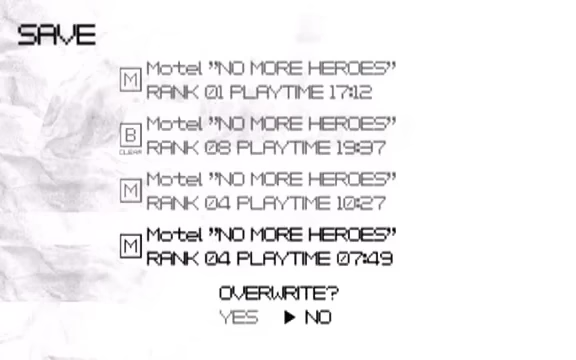 SAVE
M
Motel "NO MORE HEROES"
RANK 01 PLAYTIME 17:12
B
CLEAR
Motel "NO MORE HEROES"
RANK 08 PLAYTIME 19:37
M
Motel "NO MORE HEROES"
RANK 04 PLAYTIME 10:27
M
Motel "NO MORE HEROES"
RANK 04 PLAYTIME 07:49
OVERWRITE?
YES ▶ NO